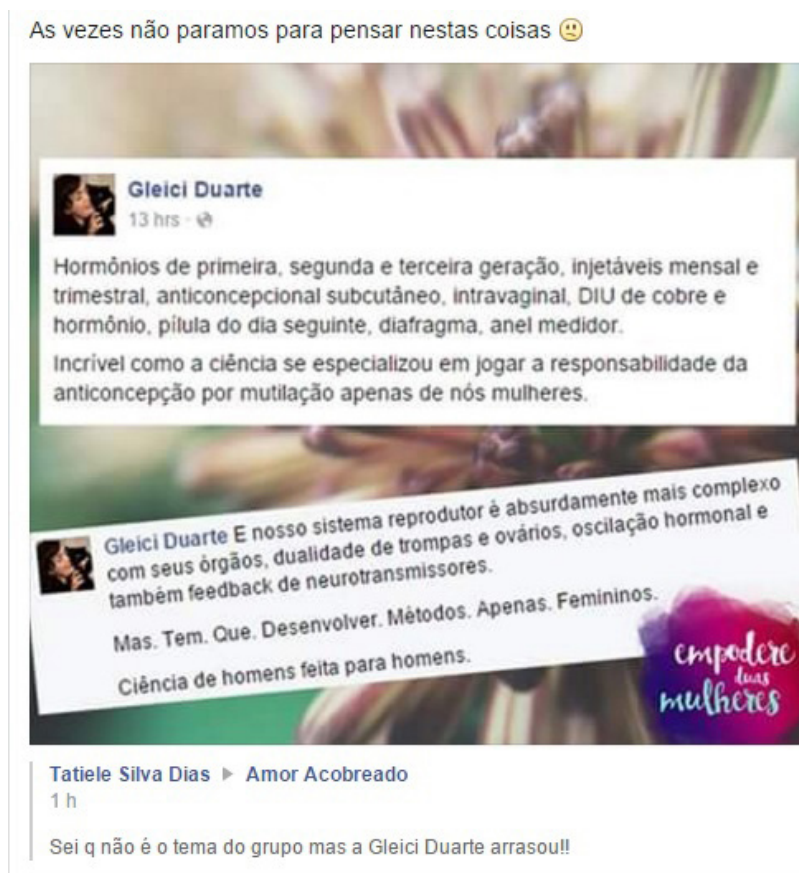 As vezes não paramos para pensar nestas coisas
Gleici Duarte
13 hrs ·
Hormônios de primeira, segunda e terceira geração, injetáveis mensal e
trimestral, anticoncepcional subcutâneo, intravaginal, DIU de cobre e
hormônio, pílula do dia seguinte, diafragma, anel medidor.
Incrível como a ciência se especializou em jogar a responsabilidade da
anticoncepção por mutilação apenas de nós mulheres.
Gleici Duarte E nosso sistema reprodutor é absurdamente mais complexo
com seus órgãos, dualidade de trompas e ovários, oscilação hormonal e
também feedback de neurotransmissores.
Mas. Tem. Que. Desenvolver. Métodos. Apenas. Femininos.
Ciência de homens feita para homens.
empodere
duas
mulheres
Tatiele Silva Dias ▶ Amor Acobreado
1 h
Sei q não é o tema do grupo mas a Gleici Duarte arrasou!!